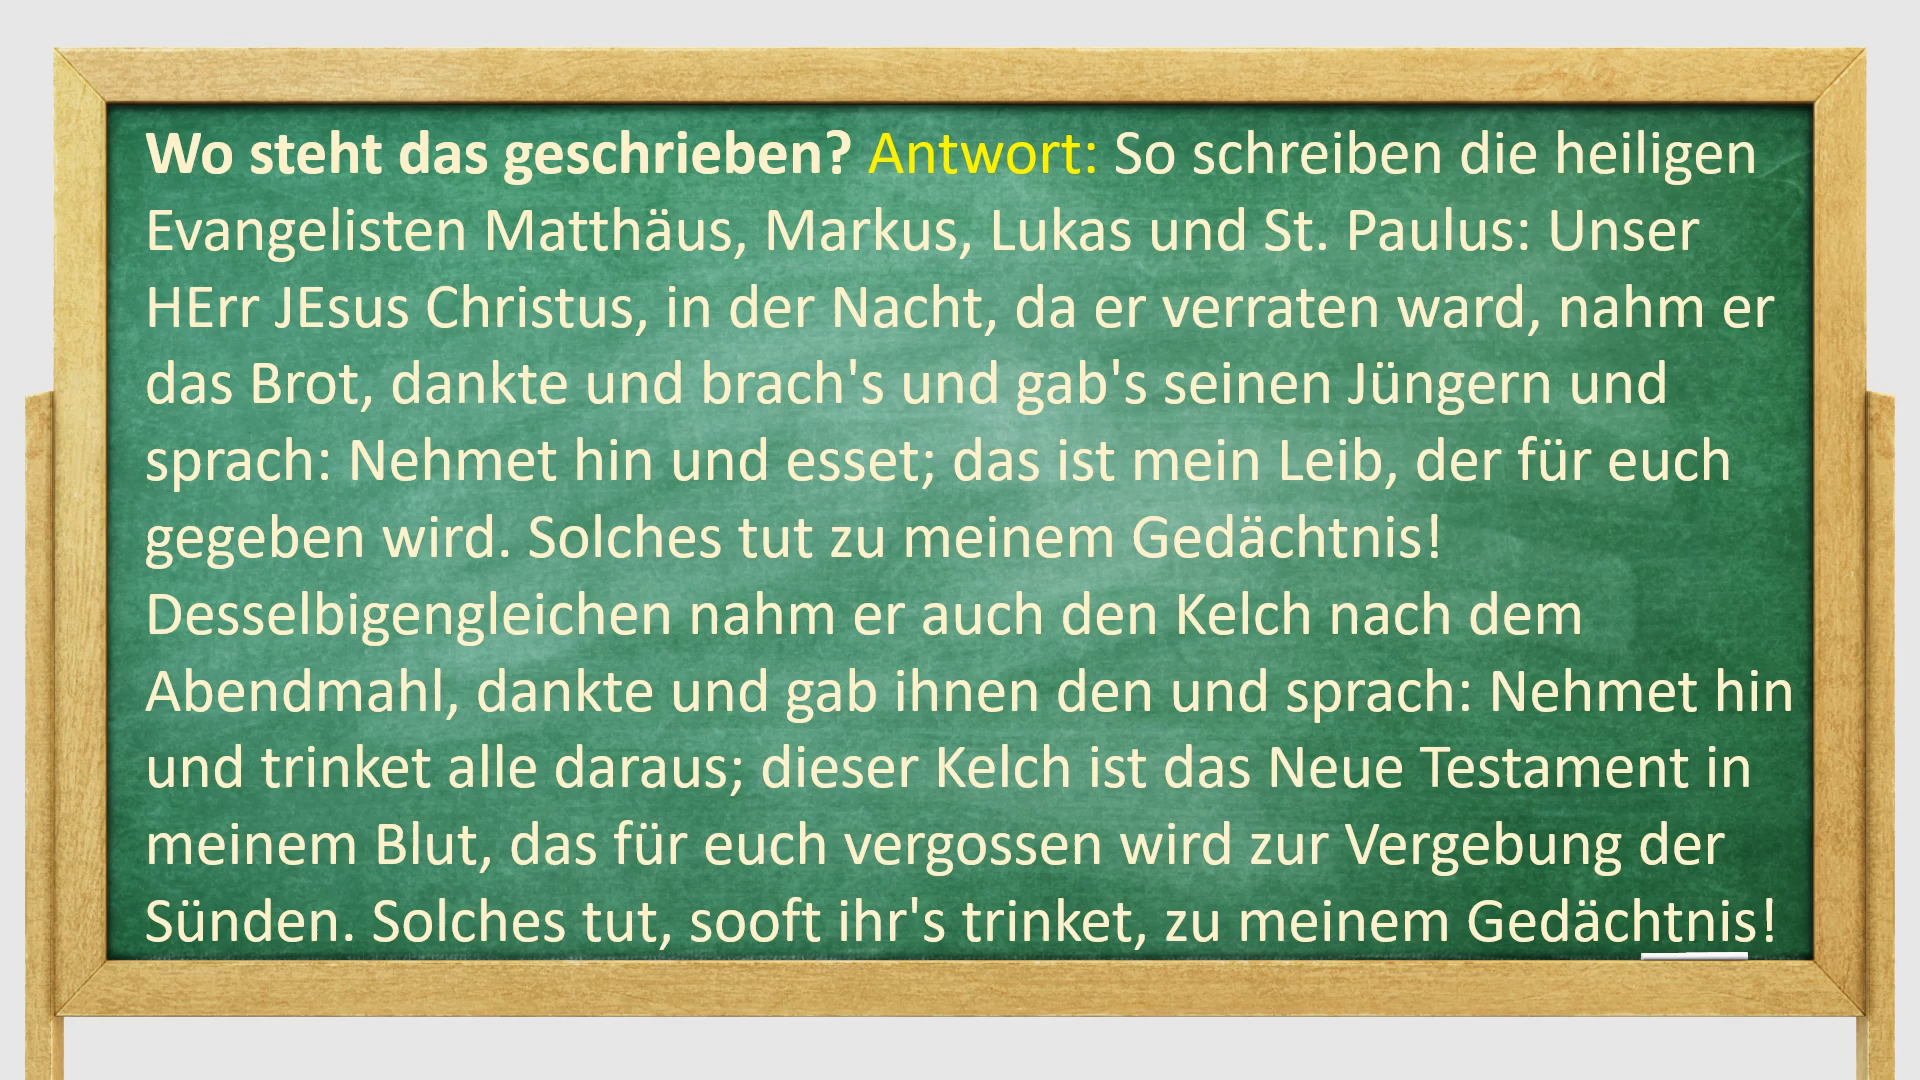 Wo steht das geschrieben? Antwort: So schreiben die heiligen
Evangelisten Matthäus, Markus, Lukas und St. Paulus: Unser
HErr JEsus Christus, in der Nacht, da er verraten ward, nahm er
das Brot, dankte und brach's und gab's seinen Jüngern und
sprach: Nehmet hin und esset; das ist mein Leib, der für euch
gegeben wird. Solches tut zu meinem Gedächtnis!
Desselbigengleichen nahm er auch den Kelch nach dem
Abendmahl, dankte und gab ihnen den und sprach: Nehmet hin
und trinket alle daraus; dieser Kelch ist das Neue Testament in
meinem Blut, das für euch vergossen wird zur Vergebung der
Sünden. Solches tut, sooft ihr's trinket, zu meinem Gedächtnis!